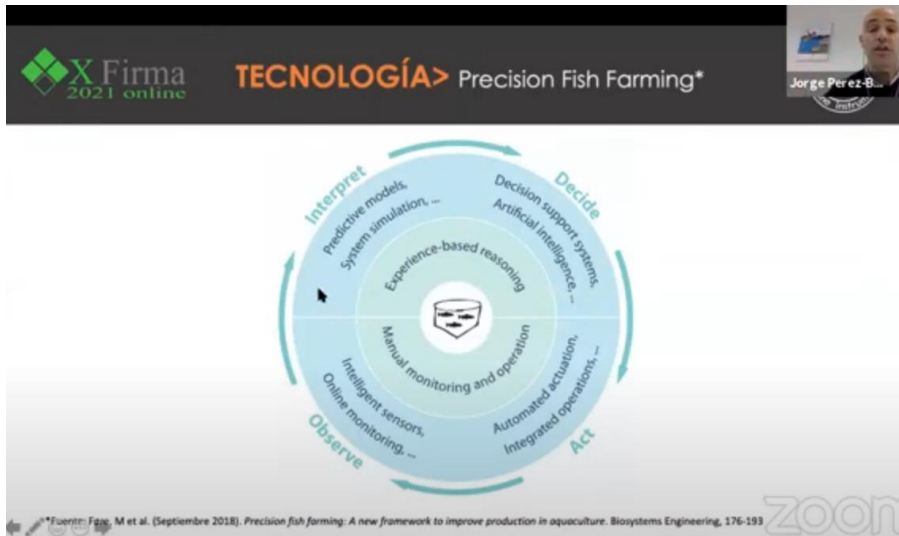 X Firma
2021 online
TECNOLOGÍA> Precision Fish Farming*
Jorge Perez-B...
Interpret
Predictive models,
System simulation, ...
Decide
Decision support systems,
Artificial intelligence, ...
Experience-based reasoning
Manual monitoring and operation
Intelligent sensors,
Online monitoring, ...
Observe
Automated actuation,
Integrated operations, ...
Act
*Fuente: Føre, M et al. (Septiembre 2018). Precision fish farming: A new framework to improve production in aquaculture. Biosystems Engineering, 176-193
zoom